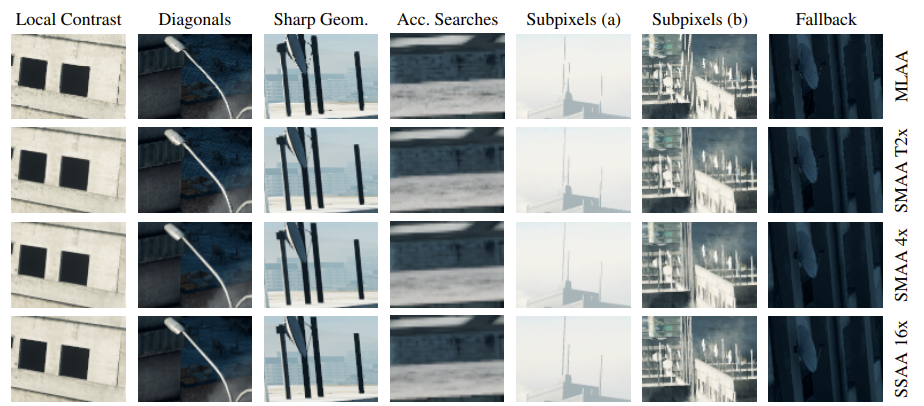 Local Contrast Diagonals Sharp Geom. Acc. Searches Subpixels (a) Subpixels (b) Fallback
MLAA
SMAA T2x
SMAA 4x
SSAA 16x